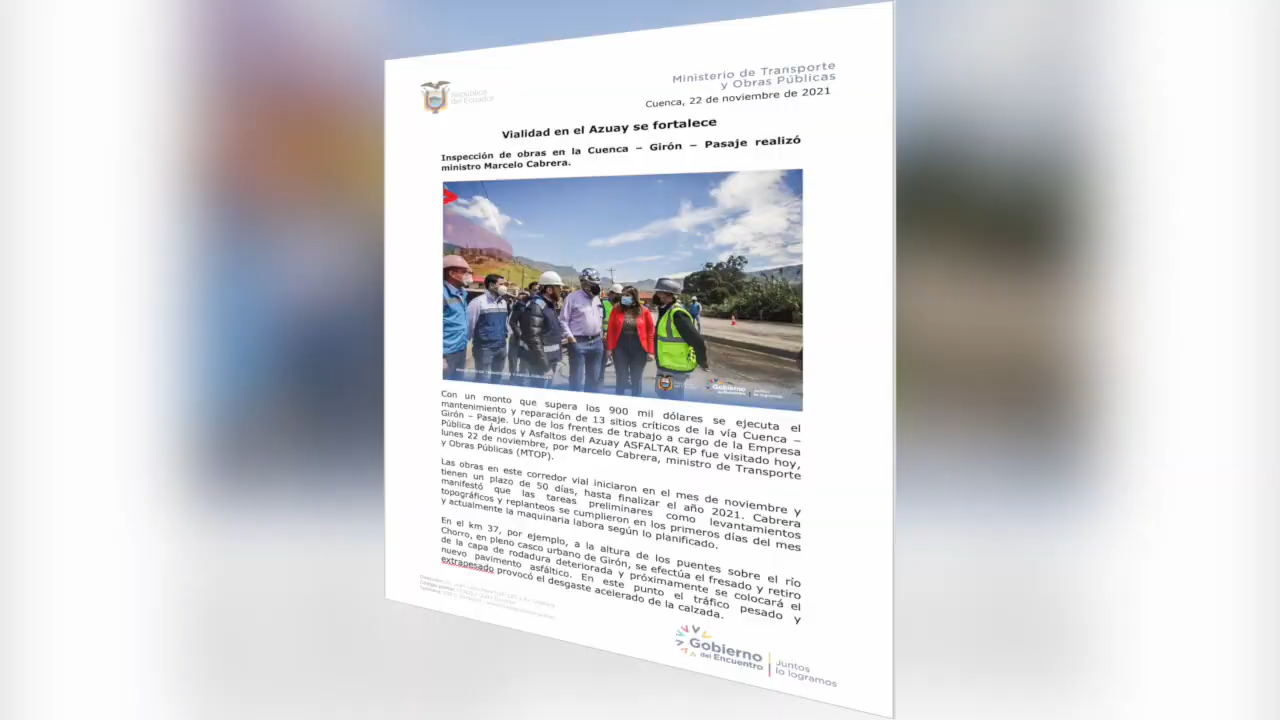 República
del Ecuador
Ministerio de Transporte
y Obras Públicas
Cuenca, 22 de noviembre de 2021
Vialidad en el Azuay se fortalece
Inspección de obras en la Cuenca – Girón – Pasaje realizó
ministro Marcelo Cabrera.
Gobierno
Juntos
lo logramos
Con un monto que supera los 900 mil dólares se ejecuta el
mantenimiento y reparación de 13 sitios críticos de la vía Cuenca –
Girón – Pasaje. Uno de los frentes de trabajo a cargo de la Empresa
Pública de Áridos y Asfaltos del Azuay ASFALTAR EP fue visitado hoy,
lunes 22 de noviembre, por Marcelo Cabrera, ministro de Transporte
y Obras Públicas (MTOP).
Las obras en este corredor vial iniciaron en el mes de noviembre y
tienen un plazo de 50 días, hasta finalizar el año 2021. Cabrera
manifestó que las tareas preliminares como levantamientos
topográficos y replanteos se cumplieron en los primeros días del mes
y actualmente la maquinaria labora según lo planificado.
En el km 37, por ejemplo, a la altura de los puentes sobre el río
Chorro, en pleno casco urbano de Girón, se efectúa el fresado y retiro
de la capa de rodadura deteriorada y próximamente se colocará el
nuevo pavimento asfáltico. En este punto el tráfico pesado y
extrapesado provocó el desgaste acelerado de la calzada.
Gobierno
del Encuentro
Juntos
lo logramos